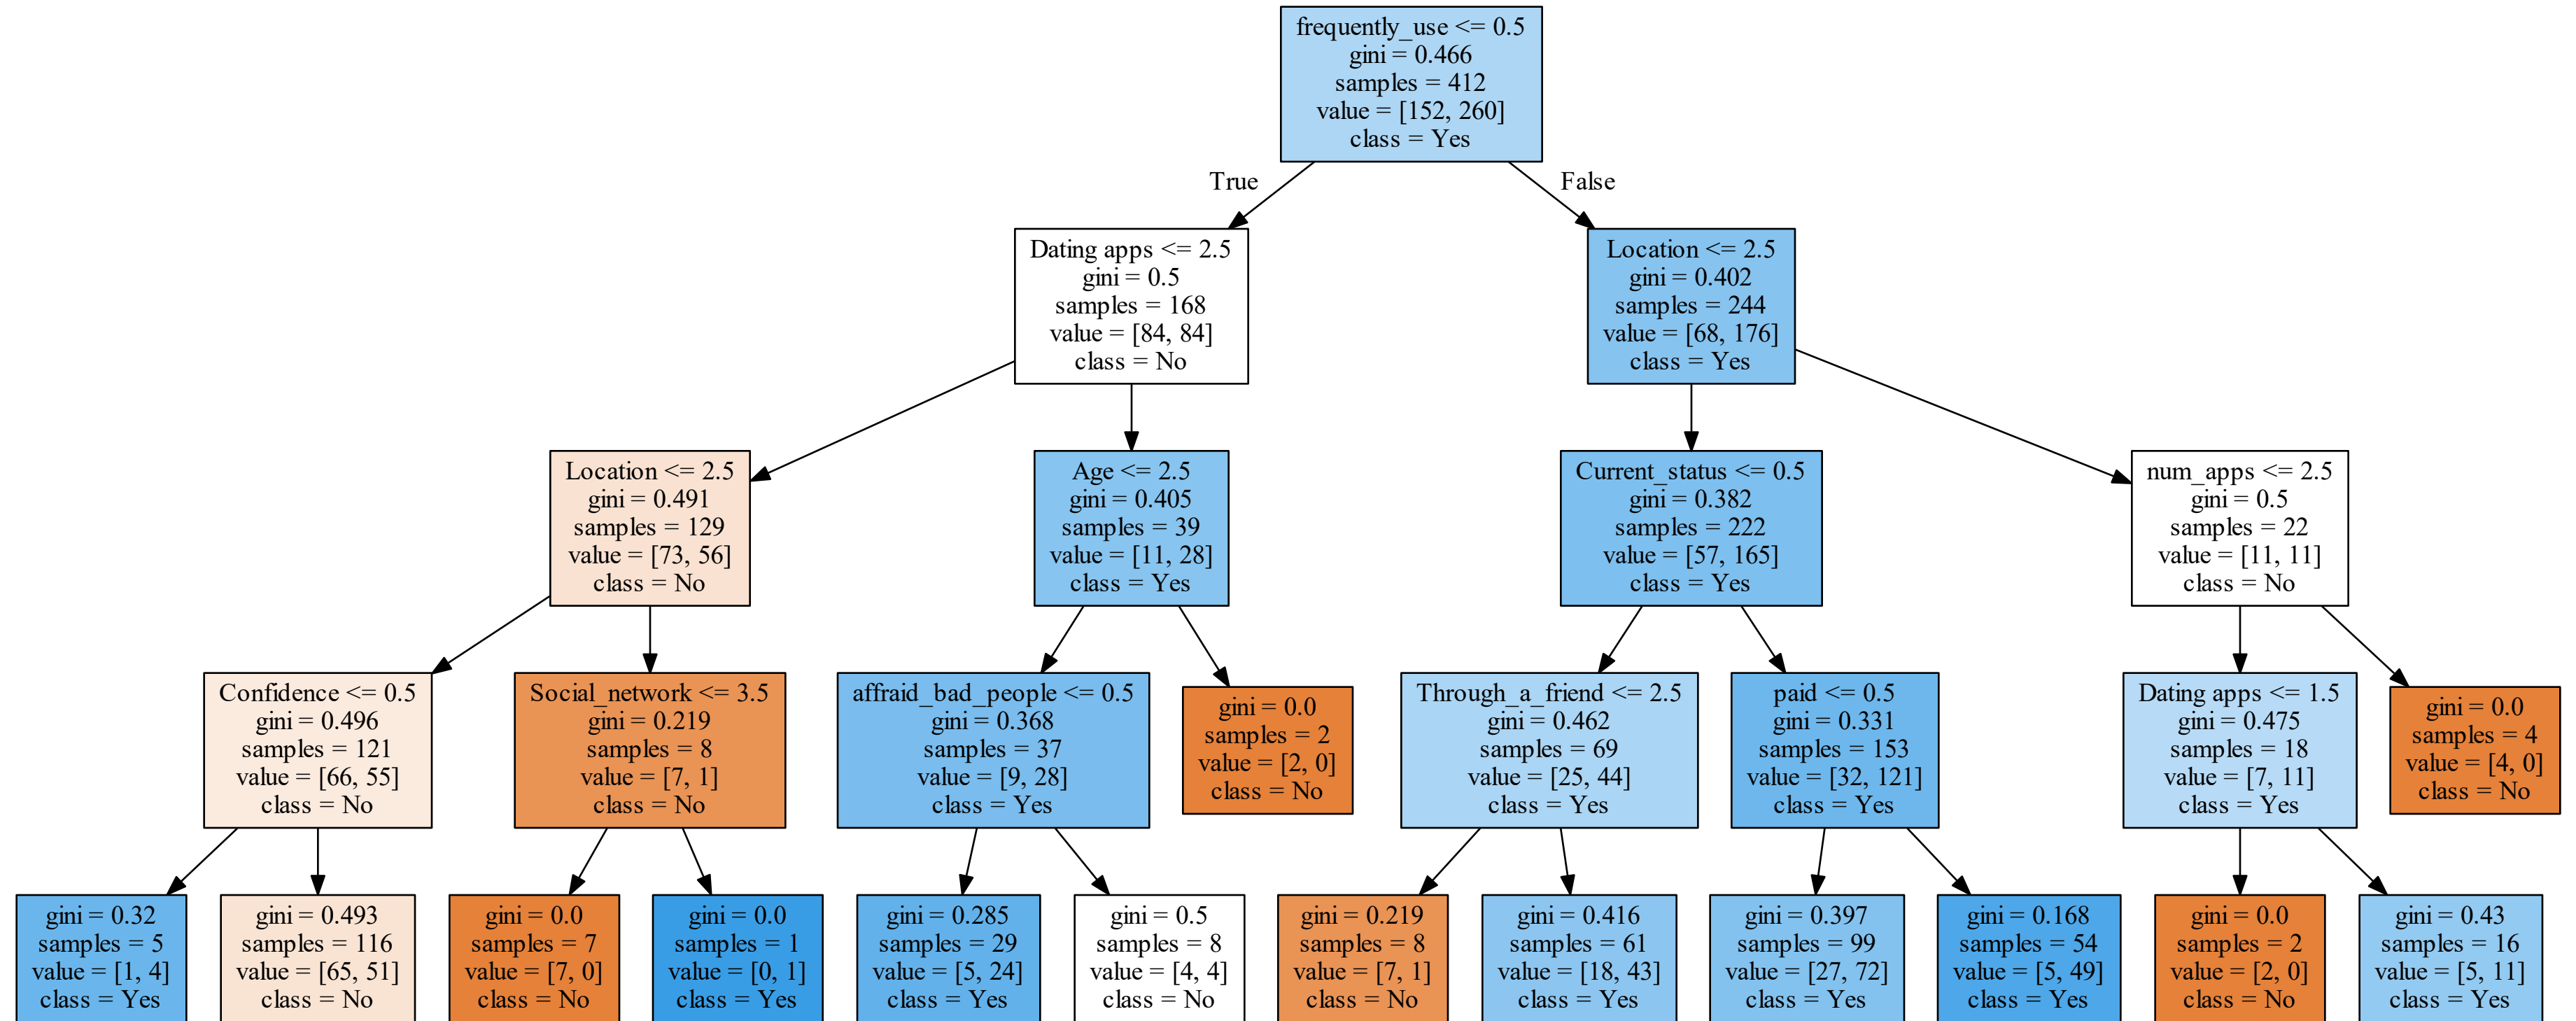 frequently_use <= 0.5
gini = 0.466
samples = 412
value = [152, 260]
class = Yes
True
False
Dating apps <= 2.5
gini = 0.5
samples = 168
value = [84, 84]
class = No
Location <= 2.5
gini = 0.402
samples = 244
value = [68, 176]
class = Yes
Location <= 2.5
gini = 0.491
samples = 129
value = [73, 56]
class = No
Age <= 2.5
gini = 0.405
samples = 39
value = [11, 28]
class = Yes
Current_status <= 0.5
gini = 0.382
samples = 222
value = [57, 165]
class = Yes
num_apps <= 2.5
gini = 0.5
samples = 22
value = [11, 11]
class = No
Confidence <= 0.5
gini = 0.496
samples = 121
value = [66, 55]
class = No
Social_network <= 3.5
gini = 0.219
samples = 8
value = [7, 1]
class = No
affraid_bad_people <= 0.5
gini = 0.368
samples = 37
value = [9, 28]
class = Yes
gini = 0.0
samples = 2
value = [2, 0]
class = No
Through_a_friend <= 2.5
gini = 0.462
samples = 69
value = [25, 44]
class = Yes
paid <= 0.5
gini = 0.331
samples = 153
value = [32, 121]
class = Yes
Dating apps <= 1.5
gini = 0.475
samples = 18
value = [7, 11]
class = Yes
gini = 0.0
samples = 4
value = [4, 0]
class = No
gini = 0.32
samples = 5
value = [1, 4]
class = Yes
gini = 0.493
samples = 116
value = [65, 51]
class = No
gini = 0.0
samples = 7
value = [7, 0]
class = No
gini = 0.0
samples = 1
value = [0, 1]
class = Yes
gini = 0.285
samples = 29
value = [5, 24]
class = Yes
gini = 0.5
samples = 8
value = [4, 4]
class = No
gini = 0.219
samples = 8
value = [7, 1]
class = No
gini = 0.416
samples = 61
value = [18, 43]
class = Yes
gini = 0.397
samples = 99
value = [27, 72]
class = Yes
gini = 0.168
samples = 54
value = [5, 49]
class = Yes
gini = 0.0
samples = 2
value = [2, 0]
class = No
gini = 0.43
samples = 16
value = [5, 11]
class = Yes